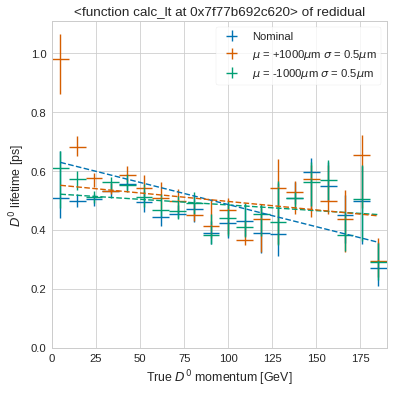 <function calc_lt at 0x7f77b692c620> of redidual
Nominal
μ = +1000μm σ = 0.5μm
μ = -1000μm σ = 0.5μm
D⁰ lifetime [ps]
1.0
0.8
0.6
0.4
0.2
0.0
0 25 50 75 100 125 150 175
True D⁰ momentum [GeV]